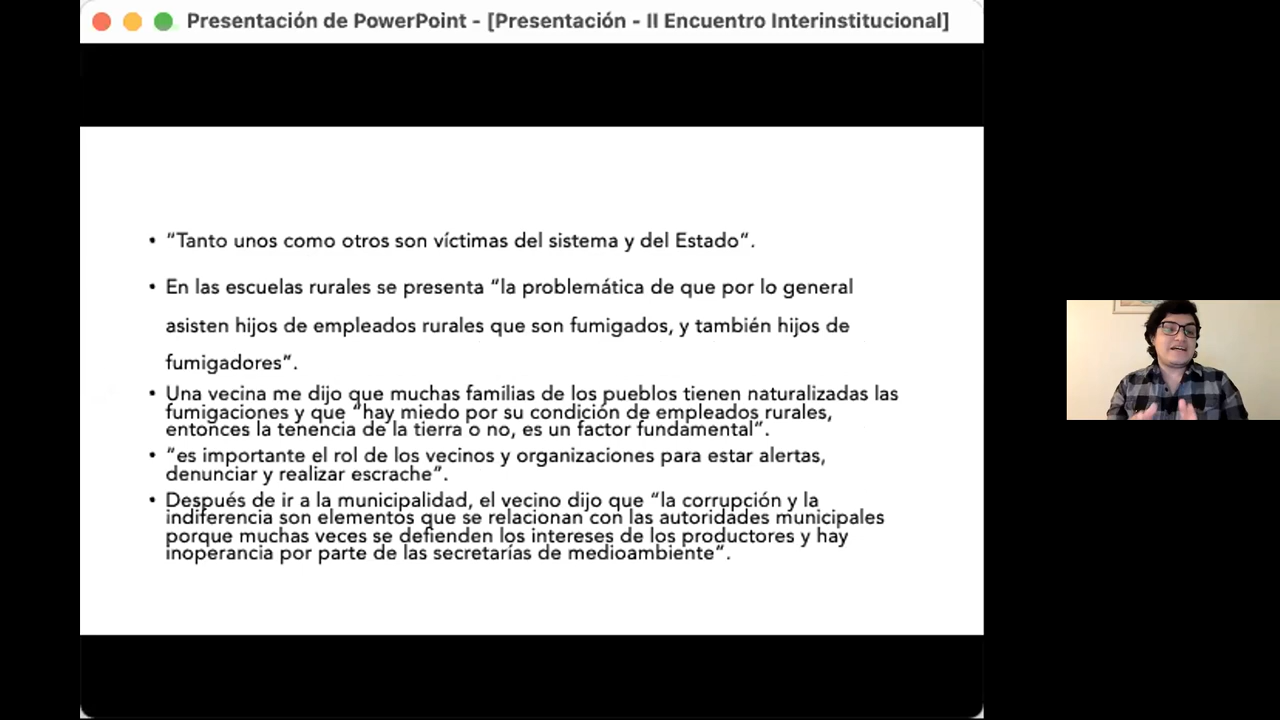 Presentación de PowerPoint - [Presentación - II Encuentro Interinstitucional]
• “Tanto unos como otros son víctimas del sistema y del Estado”.
• En las escuelas rurales se presenta “la problemática de que por lo general
asisten hijos de empleados rurales que son fumigados, y también hijos de
fumigadores”.
• Una vecina me dijo que muchas familias de los pueblos tienen naturalizadas las
fumigaciones y que “hay miedo por su condición de empleados rurales,
entonces la tenencia de la tierra o no, es un factor fundamental”.
• “es importante el rol de los vecinos y organizaciones para estar alertas,
denunciar y realizar escrache”.
• Después de ir a la municipalidad, el vecino dijo que “la corrupción y la
indiferencia son elementos que se relacionan con las autoridades municipales
porque muchas veces se defienden los intereses de los productores y hay
inoperancia por parte de las secretarías de medioambiente”.